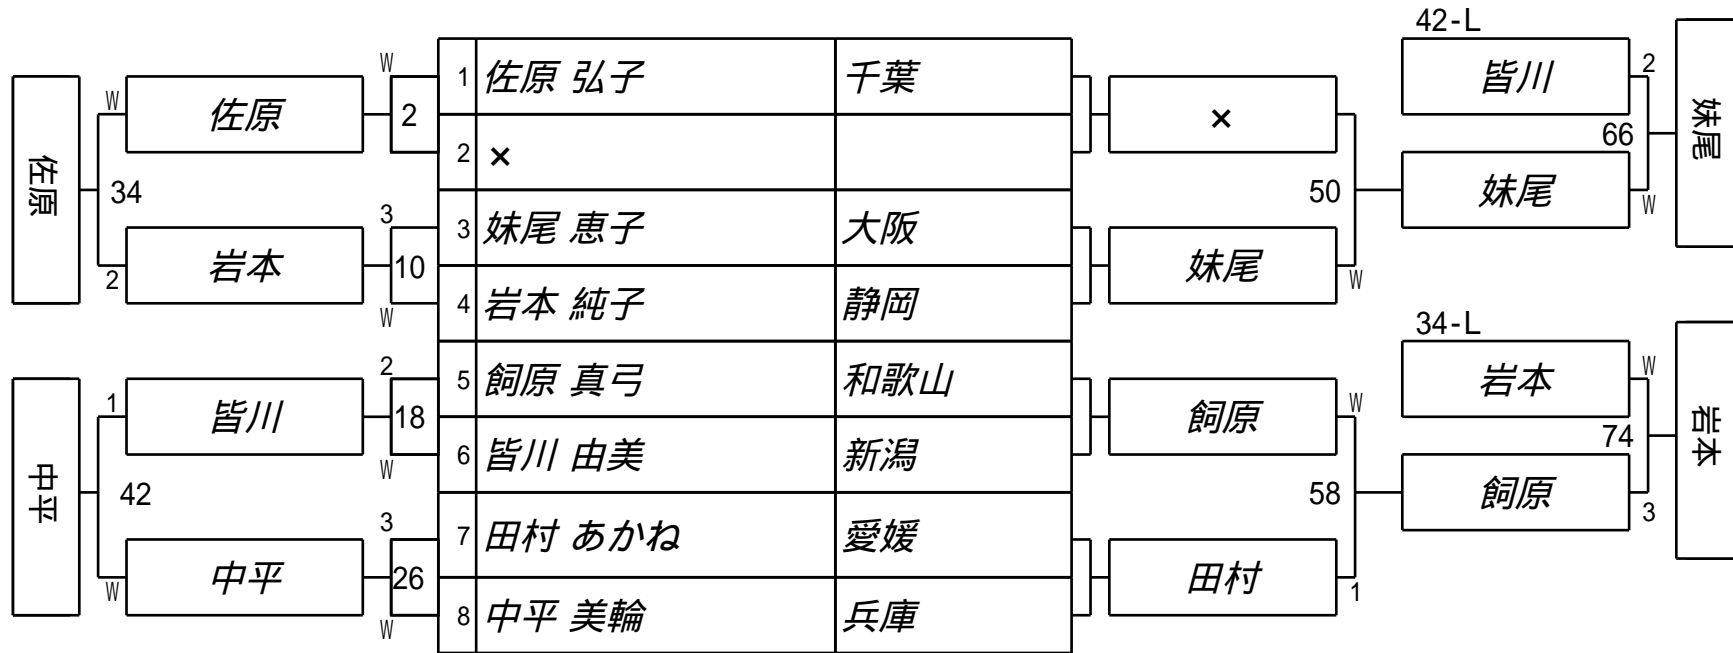 42-L
W
1 佐原 弘子 千葉
皆川 2
W 佐原 2
×
66
妹尾
2 ×
佐原 34
50
妹尾 W
3
3 妹尾 恵子 大阪
2 岩本 10
妹尾 W
W
4 岩本 純子 静岡
34-L
2
5 飼原 真弓 和歌山
岩本 W
1 皆川 18
飼原 W
74
岩本
W
6 皆川 由美 新潟
中平 42
58
飼原 3
3
7 田村 あかね 愛媛
W 中平 26
田村 1
W
8 中平 美輪 兵庫